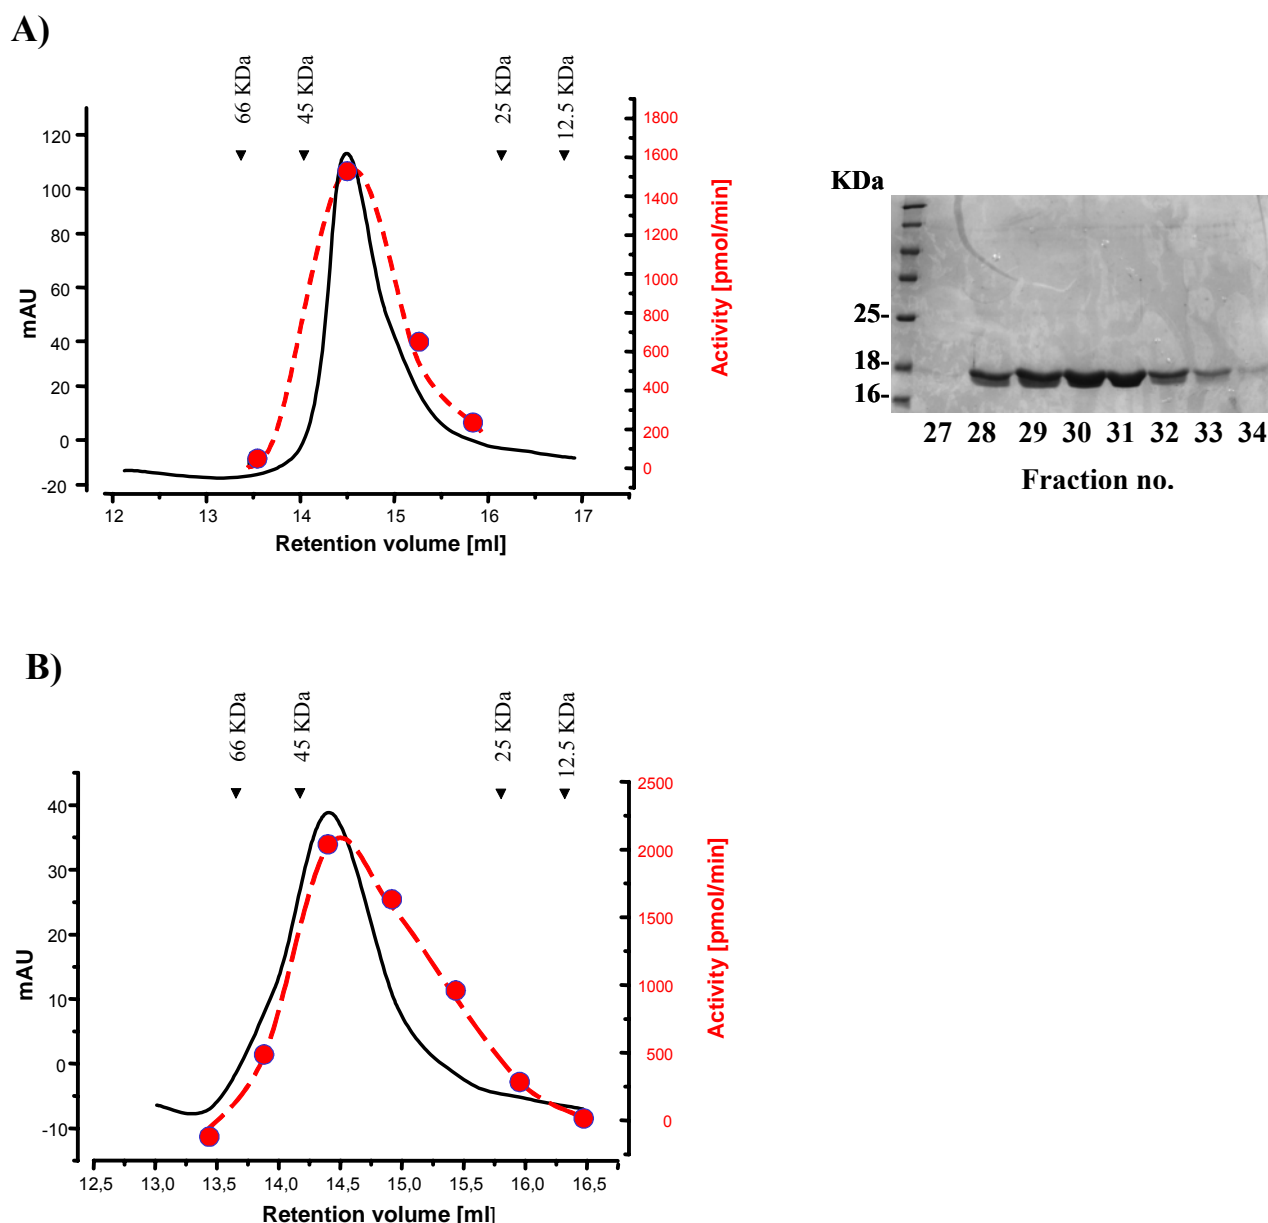 A)
66 KDa
45 KDa
25 KDa
12.5 KDa
120
100
80
60
40
20
0
-20
mAU
1800
1600
1400
1200
1000
800
600
400
200
0
Activity [pmol/min]
12
13
14
15
16
17
Retention volume [ml]
KDa
25-
18-
16-
27 28 29 30 31 32 33 34
Fraction no.
B)
66 KDa
45 KDa
25 KDa
12.5 KDa
40
30
20
10
0
-10
mAU
2500
2000
1500
1000
500
0
Activity [pmol/min]
12,5
13,0
13,5
14,0
14,5
15,0
15,5
16,0
16,5
Retention volume [ml]